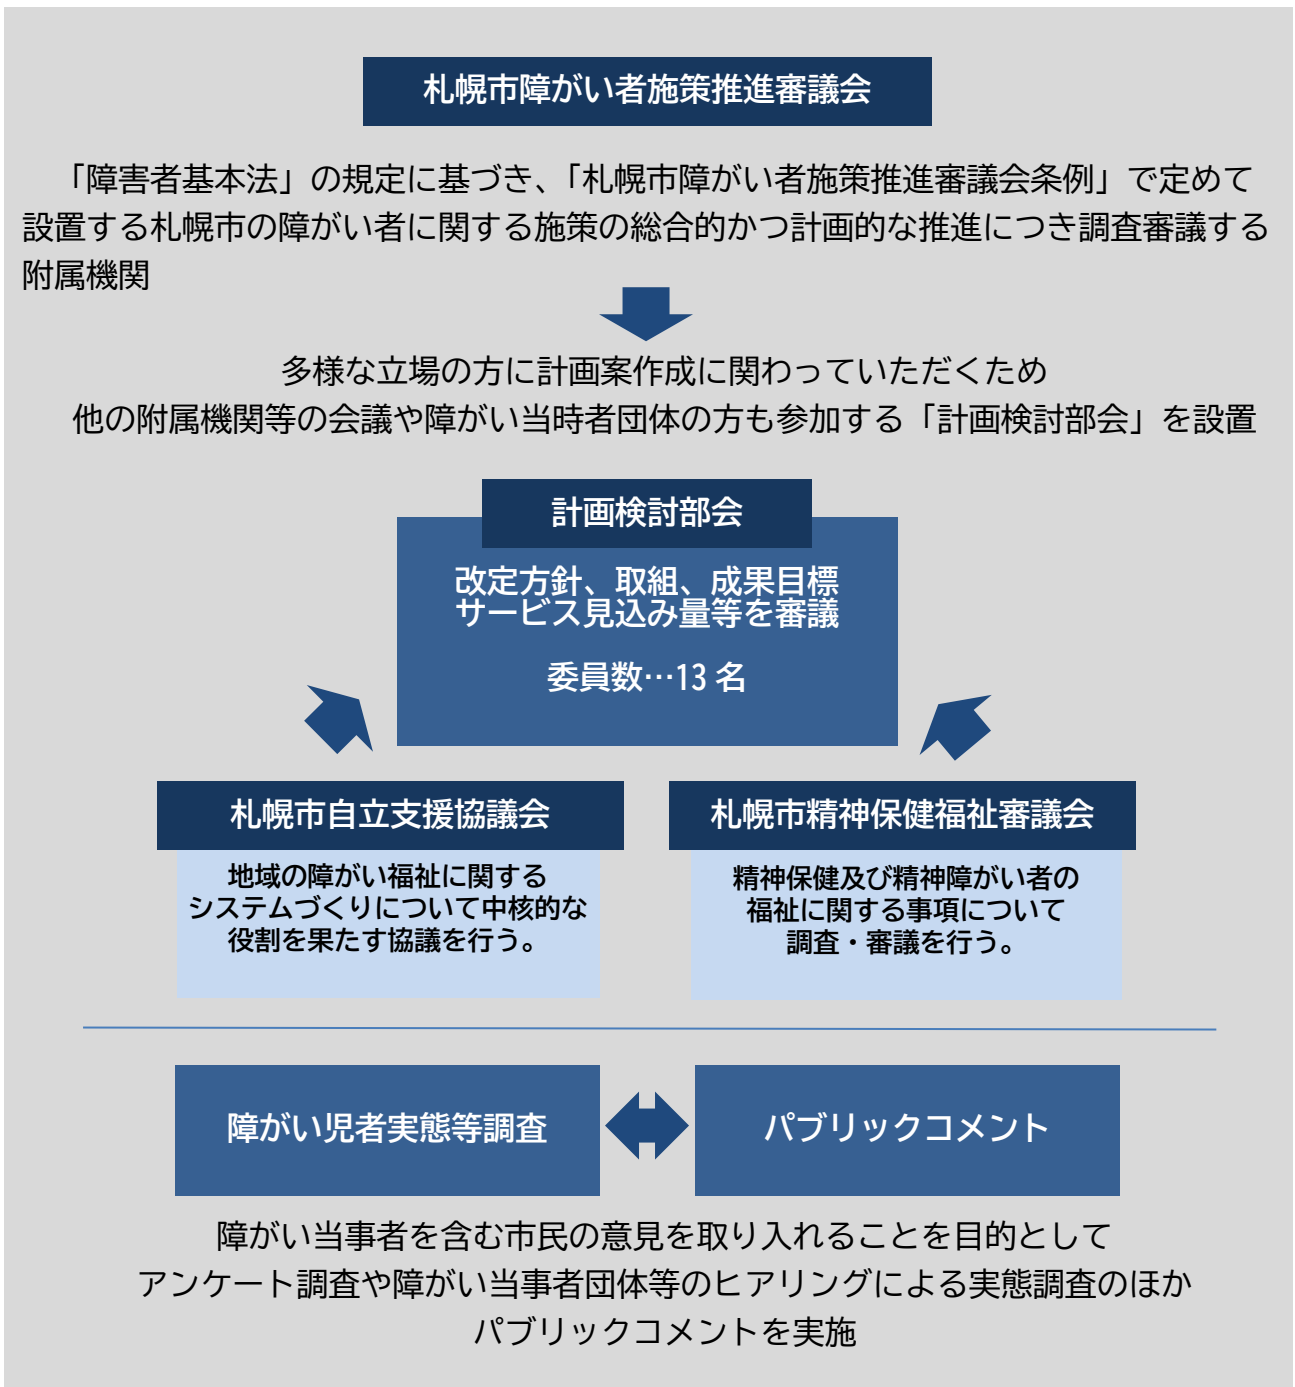 札幌市障がい者施策推進審議会
「障害者基本法」の規定に基づき、「札幌市障がい者施策推進審議会条例」で定めて
設置する札幌市の障がい者に関する施策の総合的かつ計画的な推進につき調査審議する
附属機関
多様な立場の方に計画案作成に関わっていただくため
他の附属機関等の会議や障がい当時者団体の方も参加する「計画検討部会」を設置
計画検討部会
改定方針、取組、成果目標
サービス見込み量等を審議
委員数…13 名
札幌市自立支援協議会
地域の障がい福祉に関する
システムづくりについて中核的な
役割を果たす協議を行う。
札幌市精神保健福祉審議会
精神保健及び精神障がい者の
福祉に関する事項について
調査・審議を行う。
障がい児者実態等調査
パブリックコメント
障がい当事者を含む市民の意見を取り入れることを目的として
アンケート調査や障がい当事者団体等のヒアリングによる実態調査のほか
パブリックコメントを実施